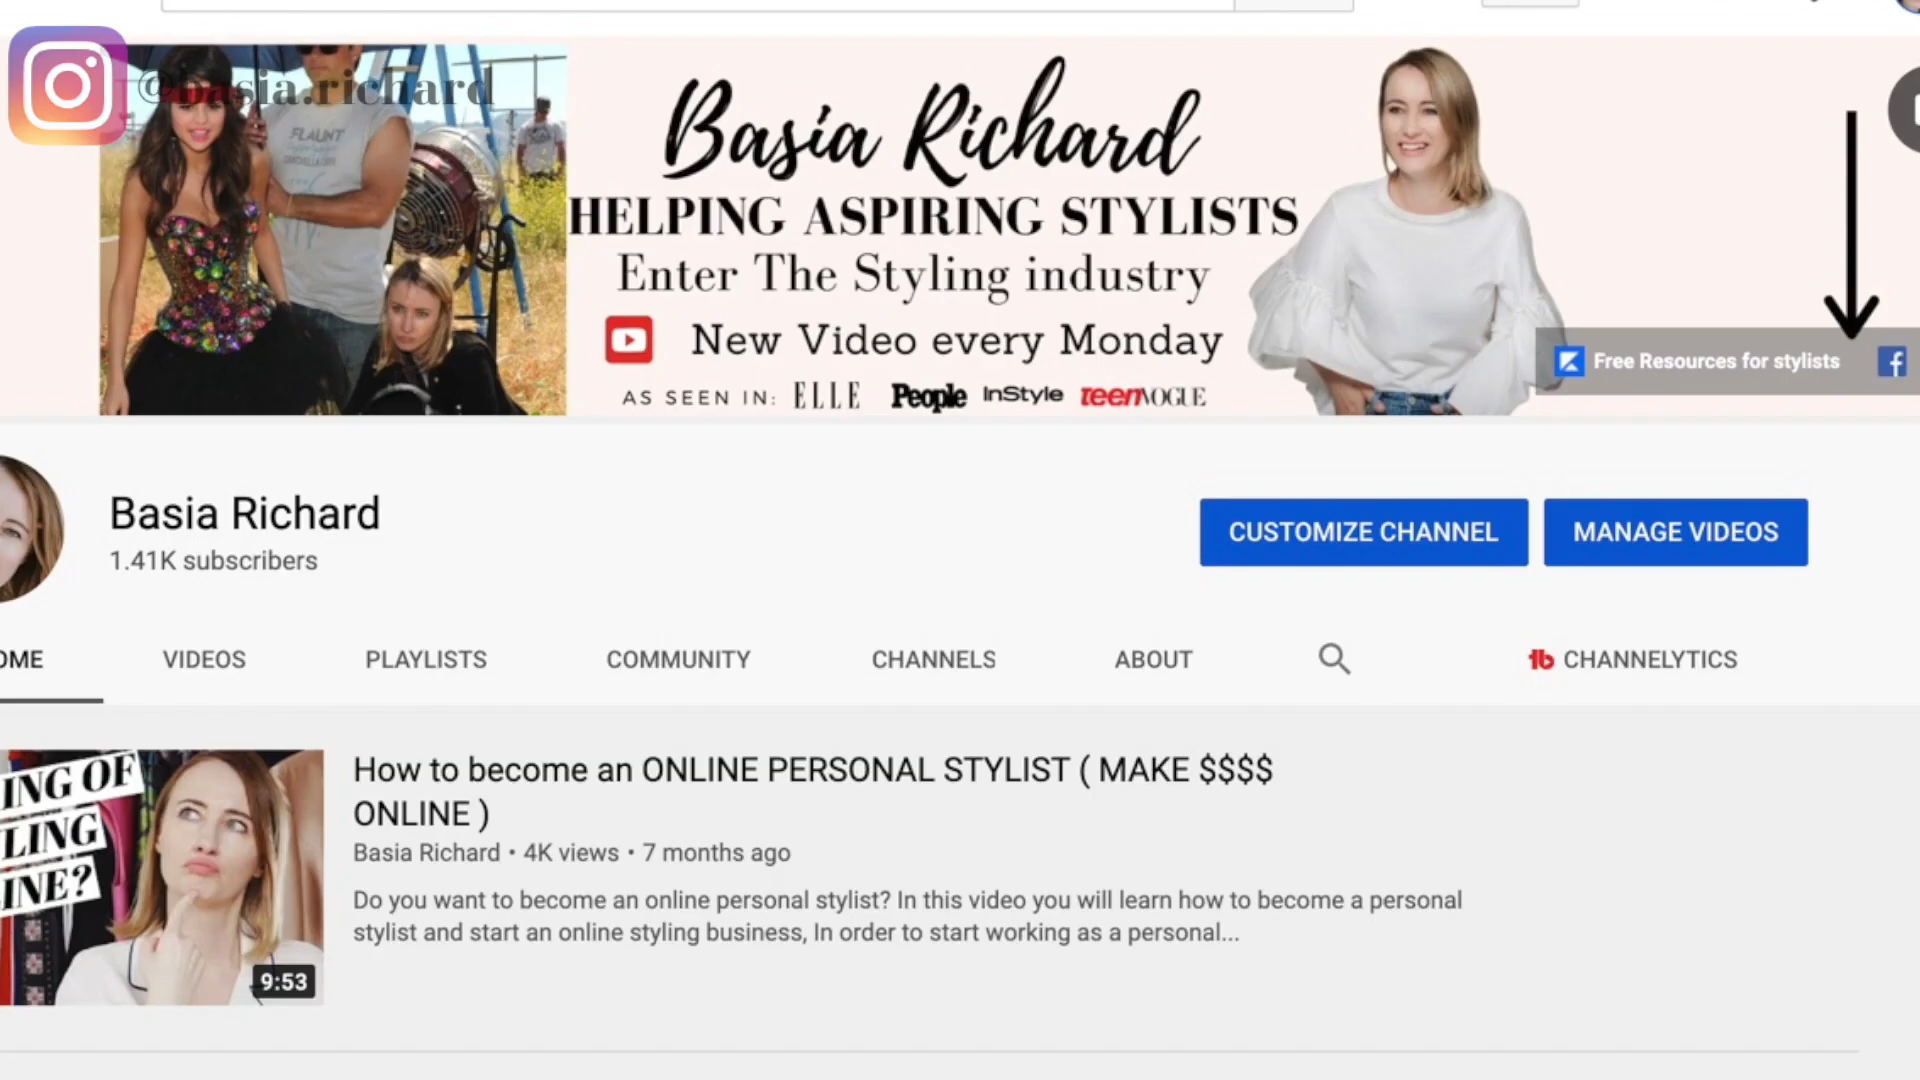 @basia.richard
FLAUNT
Basia Richard
HELPING ASPIRING STYLISTS
Enter The Styling industry
New Video every Monday
AS SEEN IN: ELLE People InStyle TEENVOGUE
Free Resources for stylists
Basia Richard
1.41K subscribers
CUSTOMIZE CHANNEL
MANAGE VIDEOS
OME
VIDEOS
PLAYLISTS
COMMUNITY
CHANNELS
ABOUT
CHANNELYTICS
ING OF
LING
INE?
9:53
How to become an ONLINE PERSONAL STYLIST ( MAKE $$$$
ONLINE )
Basia Richard • 4K views • 7 months ago
Do you want to become an online personal stylist? In this video you will learn how to become a personal
stylist and start an online styling business, In order to start working as a personal...